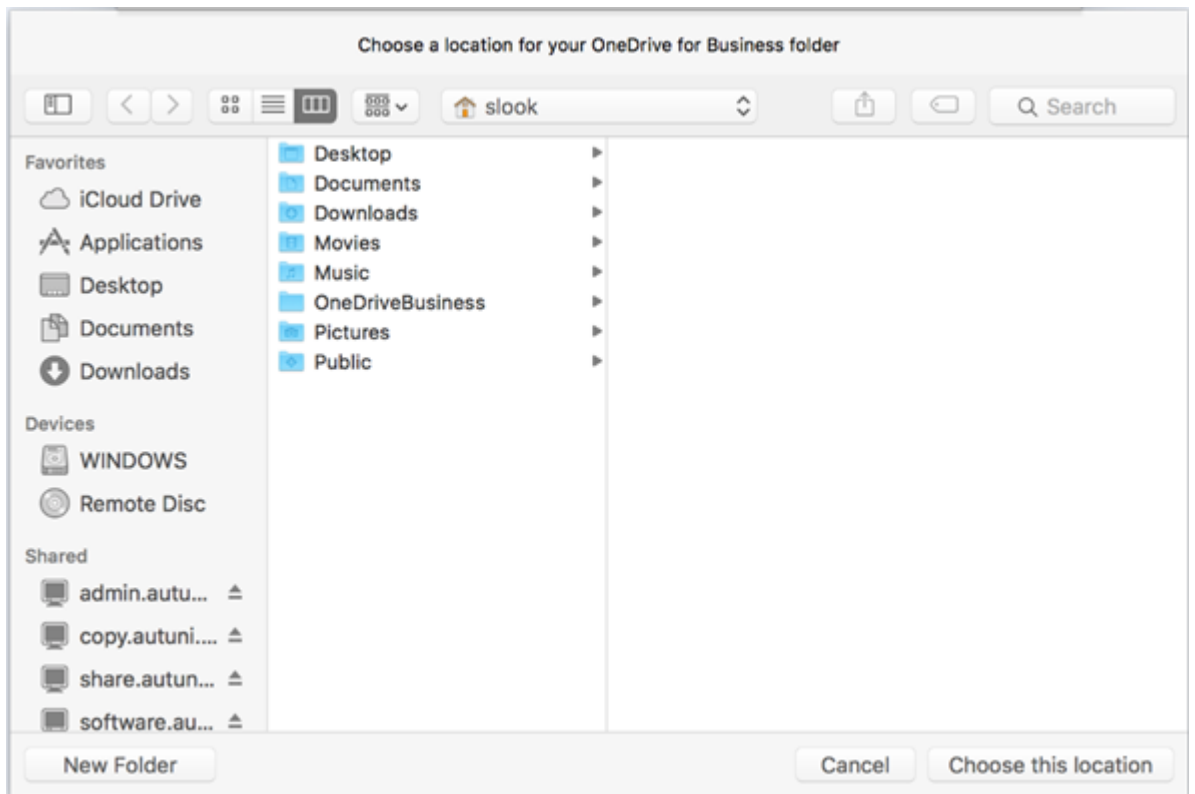 Choose a location for your OneDrive for Business folder
slook
Search
Favorites
iCloud Drive
Applications
Desktop
Documents
Downloads
Devices
WINDOWS
Remote Disc
Shared
admin.autu...
copy.autuni....
share.autun...
software.au...
Desktop
Documents
Downloads
Movies
Music
OneDriveBusiness
Pictures
Public
New Folder
Cancel
Choose this location